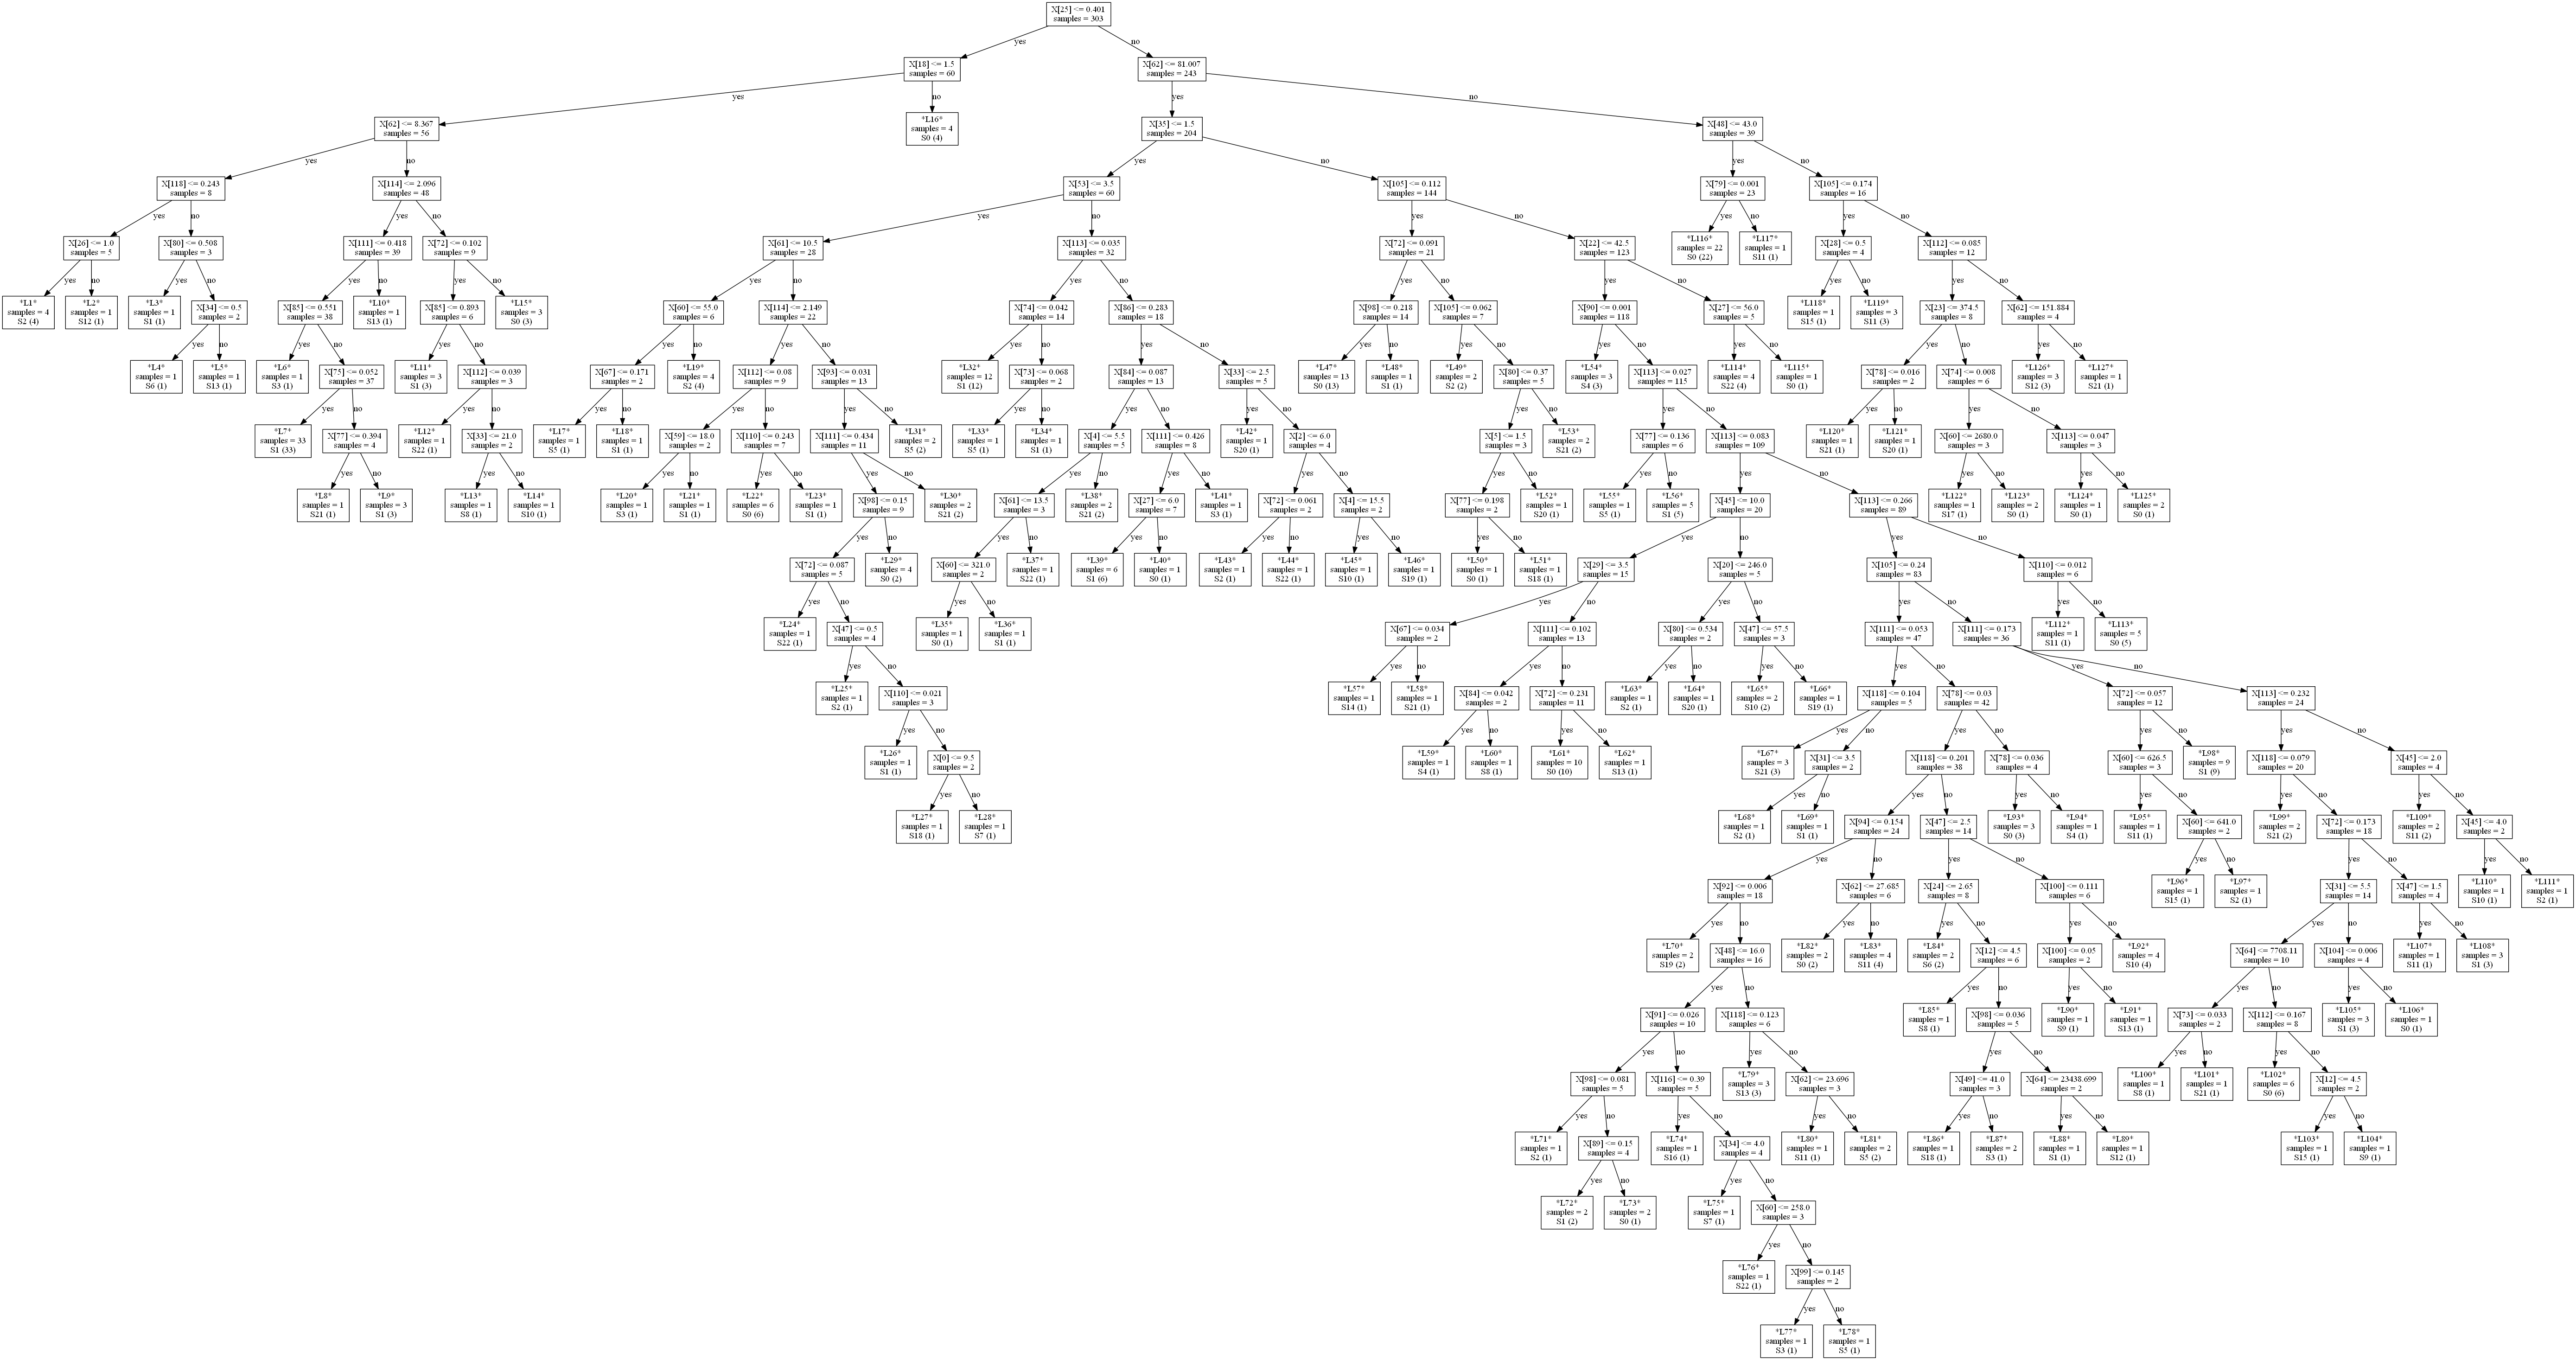 X[25] <= 0.401
samples = 303
yes
no
X[18] <= 1.5
samples = 60
X[62] <= 81.007
samples = 243
yes
no
yes
no
X[62] <= 8.367
samples = 56
*L16*
samples = 4
S0 (4)
X[35] <= 1.5
samples = 204
X[48] <= 43.0
samples = 39
yes
no
yes
no
yes
no
X[118] <= 0.243
samples = 8
X[114] <= 2.096
samples = 48
X[53] <= 3.5
samples = 60
X[105] <= 0.112
samples = 144
X[79] <= 0.001
samples = 23
X[105] <= 0.174
samples = 16
yes
no
yes
no
yes
no
yes
no
yes
no
yes
no
X[26] <= 1.0
samples = 5
X[80] <= 0.508
samples = 3
X[111] <= 0.418
samples = 39
X[72] <= 0.102
samples = 9
X[61] <= 10.5
samples = 28
X[113] <= 0.035
samples = 32
X[72] <= 0.091
samples = 21
X[22] <= 42.5
samples = 123
*L116*
samples = 22
S0 (22)
*L117*
samples = 1
S11 (1)
X[28] <= 0.5
samples = 4
X[112] <= 0.085
samples = 12
yes
no
yes
no
yes
no
yes
no
yes
no
yes
no
yes
no
yes
no
yes
no
yes
no
*L1*
samples = 4
S2 (4)
*L2*
samples = 1
S12 (1)
*L3*
samples = 1
S1 (1)
X[34] <= 0.5
samples = 2
X[85] <= 0.551
samples = 38
*L10*
samples = 1
S13 (1)
X[85] <= 0.893
samples = 6
*L15*
samples = 3
S0 (3)
X[60] <= 55.0
samples = 6
X[114] <= 2.149
samples = 22
X[74] <= 0.042
samples = 14
X[86] <= 0.283
samples = 18
X[98] <= 0.218
samples = 14
X[105] <= 0.062
samples = 7
X[90] <= 0.001
samples = 118
X[27] <= 56.0
samples = 5
*L118*
samples = 1
S15 (1)
*L119*
samples = 3
S11 (3)
X[23] <= 374.5
samples = 8
X[62] <= 151.884
samples = 4
yes
no
yes
no
yes
no
yes
no
yes
no
yes
no
yes
no
yes
no
yes
no
yes
no
yes
no
yes
no
yes
no
*L4*
samples = 1
S6 (1)
*L5*
samples = 1
S13 (1)
*L6*
samples = 1
S3 (1)
X[75] <= 0.052
samples = 37
*L11*
samples = 3
S1 (3)
X[112] <= 0.039
samples = 3
X[67] <= 0.171
samples = 2
*L19*
samples = 4
S2 (4)
X[112] <= 0.08
samples = 9
X[93] <= 0.031
samples = 13
*L32*
samples = 12
S1 (12)
X[73] <= 0.068
samples = 2
X[84] <= 0.087
samples = 13
X[33] <= 2.5
samples = 5
*L47*
samples = 13
S0 (13)
*L48*
samples = 1
S1 (1)
*L49*
samples = 2
S2 (2)
X[80] <= 0.37
samples = 5
*L54*
samples = 3
S4 (3)
X[113] <= 0.027
samples = 115
*L114*
samples = 4
S22 (4)
*L115*
samples = 1
S0 (1)
X[78] <= 0.016
samples = 2
X[74] <= 0.008
samples = 6
*L126*
samples = 3
S12 (3)
*L127*
samples = 1
S21 (1)
yes
no
yes
no
yes
no
yes
no
yes
no
yes
no
yes
no
yes
no
yes
no
yes
no
yes
no
yes
no
*L7*
samples = 33
S1 (33)
X[77] <= 0.394
samples = 4
*L12*
samples = 1
S22 (1)
X[33] <= 21.0
samples = 2
*L17*
samples = 1
S5 (1)
*L18*
samples = 1
S1 (1)
X[59] <= 18.0
samples = 2
X[110] <= 0.243
samples = 7
X[111] <= 0.434
samples = 11
*L31*
samples = 2
S5 (2)
*L33*
samples = 1
S5 (1)
*L34*
samples = 1
S1 (1)
X[4] <= 5.5
samples = 5
X[111] <= 0.426
samples = 8
*L42*
samples = 1
S20 (1)
X[2] <= 6.0
samples = 4
X[5] <= 1.5
samples = 3
*L53*
samples = 2
S21 (2)
X[77] <= 0.136
samples = 6
X[113] <= 0.083
samples = 109
*L120*
samples = 1
S21 (1)
*L121*
samples = 1
S20 (1)
X[60] <= 2680.0
samples = 3
X[113] <= 0.047
samples = 3
yes
no
yes
no
yes
no
yes
no
yes
no
yes
no
yes
no
yes
no
yes
no
yes
no
yes
no
yes
no
yes
no
*L8*
samples = 1
S21 (1)
*L9*
samples = 3
S1 (3)
*L13*
samples = 1
S8 (1)
*L14*
samples = 1
S10 (1)
*L20*
samples = 1
S3 (1)
*L21*
samples = 1
S1 (1)
*L22*
samples = 6
S0 (6)
*L23*
samples = 1
S1 (1)
X[98] <= 0.15
samples = 9
*L30*
samples = 2
S21 (2)
X[61] <= 13.5
samples = 3
*L38*
samples = 2
S21 (2)
X[27] <= 6.0
samples = 7
*L41*
samples = 1
S3 (1)
X[72] <= 0.061
samples = 2
X[4] <= 15.5
samples = 2
X[77] <= 0.198
samples = 2
*L52*
samples = 1
S20 (1)
*L55*
samples = 1
S5 (1)
*L56*
samples = 5
S1 (5)
X[45] <= 10.0
samples = 20
X[113] <= 0.266
samples = 89
*L122*
samples = 1
S17 (1)
*L123*
samples = 2
S0 (1)
*L124*
samples = 1
S0 (1)
*L125*
samples = 2
S0 (1)
yes
no
yes
no
yes
no
yes
no
yes
no
yes
no
yes
no
yes
no
X[72] <= 0.087
samples = 5
*L29*
samples = 4
S0 (2)
X[60] <= 321.0
samples = 2
*L37*
samples = 1
S22 (1)
*L39*
samples = 6
S1 (6)
*L40*
samples = 1
S0 (1)
*L43*
samples = 1
S2 (1)
*L44*
samples = 1
S22 (1)
*L45*
samples = 1
S10 (1)
*L46*
samples = 1
S19 (1)
*L50*
samples = 1
S0 (1)
*L51*
samples = 1
S18 (1)
X[29] <= 3.5
samples = 15
X[20] <= 246.0
samples = 5
X[105] <= 0.24
samples = 83
X[110] <= 0.012
samples = 6
yes
no
yes
no
yes
no
yes
no
yes
no
yes
no
*L24*
samples = 1
S22 (1)
X[47] <= 0.5
samples = 4
*L35*
samples = 1
S0 (1)
*L36*
samples = 1
S1 (1)
X[67] <= 0.034
samples = 2
X[111] <= 0.102
samples = 13
X[80] <= 0.534
samples = 2
X[47] <= 57.5
samples = 3
X[111] <= 0.053
samples = 47
X[111] <= 0.173
samples = 36
*L112*
samples = 1
S11 (1)
*L113*
samples = 5
S0 (5)
yes
no
yes
no
yes
no
yes
no
yes
no
yes
no
yes
no
*L25*
samples = 1
S2 (1)
X[110] <= 0.021
samples = 3
*L57*
samples = 1
S14 (1)
*L58*
samples = 1
S21 (1)
X[84] <= 0.042
samples = 2
X[72] <= 0.231
samples = 11
*L63*
samples = 1
S2 (1)
*L64*
samples = 1
S20 (1)
*L65*
samples = 2
S10 (2)
*L66*
samples = 1
S19 (1)
X[118] <= 0.104
samples = 5
X[78] <= 0.03
samples = 42
X[72] <= 0.057
samples = 12
X[113] <= 0.232
samples = 24
yes
no
yes
no
yes
no
yes
no
yes
no
yes
no
yes
no
*L26*
samples = 1
S1 (1)
X[0] <= 9.5
samples = 2
*L59*
samples = 1
S4 (1)
*L60*
samples = 1
S8 (1)
*L61*
samples = 10
S0 (10)
*L62*
samples = 1
S13 (1)
*L67*
samples = 3
S21 (3)
X[31] <= 3.5
samples = 2
X[118] <= 0.201
samples = 38
X[78] <= 0.036
samples = 4
X[60] <= 626.5
samples = 3
*L98*
samples = 9
S1 (9)
X[118] <= 0.079
samples = 20
X[45] <= 2.0
samples = 4
yes
no
yes
no
yes
no
yes
no
yes
no
yes
no
yes
no
*L27*
samples = 1
S18 (1)
*L28*
samples = 1
S7 (1)
*L68*
samples = 1
S2 (1)
*L69*
samples = 1
S1 (1)
X[94] <= 0.154
samples = 24
X[47] <= 2.5
samples = 14
*L93*
samples = 3
S0 (3)
*L94*
samples = 1
S4 (1)
*L95*
samples = 1
S11 (1)
X[60] <= 641.0
samples = 2
*L99*
samples = 2
S21 (2)
X[72] <= 0.173
samples = 18
*L109*
samples = 2
S11 (2)
X[45] <= 4.0
samples = 2
yes
no
yes
no
yes
no
yes
no
yes
no
X[92] <= 0.006
samples = 18
X[62] <= 27.685
samples = 6
X[24] <= 2.65
samples = 8
X[100] <= 0.111
samples = 6
*L96*
samples = 1
S15 (1)
*L97*
samples = 1
S2 (1)
X[31] <= 5.5
samples = 14
X[47] <= 1.5
samples = 4
*L110*
samples = 1
S10 (1)
*L111*
samples = 1
S2 (1)
yes
no
yes
no
yes
no
yes
no
yes
no
yes
no
*L70*
samples = 2
S19 (2)
X[48] <= 16.0
samples = 16
*L82*
samples = 2
S0 (2)
*L83*
samples = 4
S11 (4)
*L84*
samples = 2
S6 (2)
X[12] <= 4.5
samples = 6
X[100] <= 0.05
samples = 2
*L92*
samples = 4
S10 (4)
X[64] <= 7708.11
samples = 10
X[104] <= 0.006
samples = 4
*L107*
samples = 1
S11 (1)
*L108*
samples = 3
S1 (3)
yes
no
yes
no
yes
no
yes
no
yes
no
X[91] <= 0.026
samples = 10
X[118] <= 0.123
samples = 6
*L85*
samples = 1
S8 (1)
X[98] <= 0.036
samples = 5
*L90*
samples = 1
S9 (1)
*L91*
samples = 1
S13 (1)
X[73] <= 0.033
samples = 2
X[112] <= 0.167
samples = 8
*L105*
samples = 3
S1 (3)
*L106*
samples = 1
S0 (1)
yes
no
yes
no
yes
no
yes
no
yes
no
X[98] <= 0.081
samples = 5
X[116] <= 0.39
samples = 5
*L79*
samples = 3
S13 (3)
X[62] <= 23.696
samples = 3
X[49] <= 41.0
samples = 3
X[64] <= 23438.699
samples = 2
*L100*
samples = 1
S8 (1)
*L101*
samples = 1
S21 (1)
*L102*
samples = 6
S0 (6)
X[12] <= 4.5
samples = 2
yes
no
yes
no
yes
no
yes
no
yes
no
yes
no
*L71*
samples = 1
S2 (1)
X[89] <= 0.15
samples = 4
*L74*
samples = 1
S16 (1)
X[34] <= 4.0
samples = 4
*L80*
samples = 1
S11 (1)
*L81*
samples = 2
S5 (2)
*L86*
samples = 1
S18 (1)
*L87*
samples = 2
S3 (1)
*L88*
samples = 1
S1 (1)
*L89*
samples = 1
S12 (1)
*L103*
samples = 1
S15 (1)
*L104*
samples = 1
S9 (1)
yes
no
yes
no
*L72*
samples = 2
S1 (2)
*L73*
samples = 2
S0 (1)
*L75*
samples = 1
S7 (1)
X[60] <= 258.0
samples = 3
yes
no
*L76*
samples = 1
S22 (1)
X[99] <= 0.145
samples = 2
yes
no
*L77*
samples = 1
S3 (1)
*L78*
samples = 1
S5 (1)